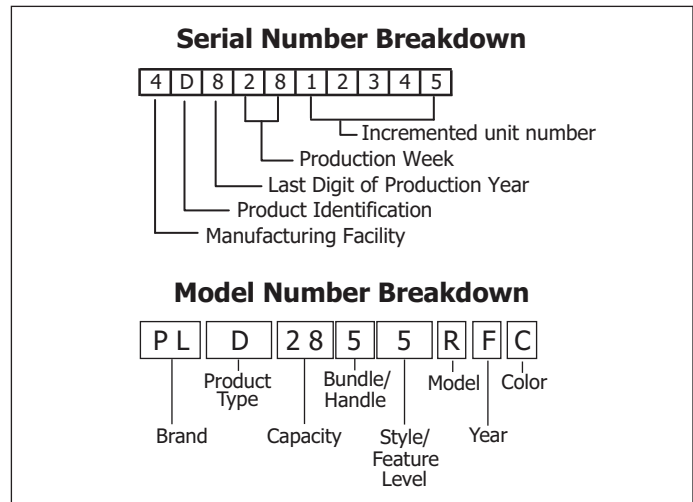 Serial Number Breakdown
4 D 8 2 8 1 2 3 4 5
Incremented unit number
Production Week
Last Digit of Production Year
Product Identification
Manufacturing Facility
Model Number Breakdown
P L D 2 8 5 5 R F C
Product
Type
Bundle/
Handle
Model
Color
Brand
Capacity
Style/
Feature
Level
Year